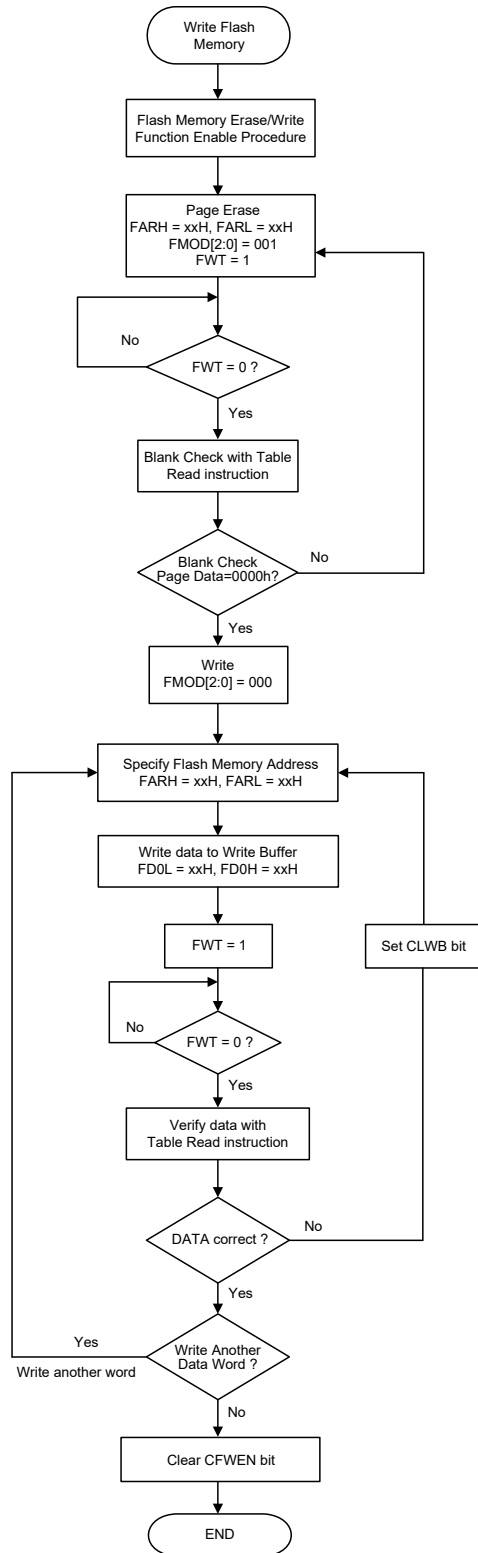 Write Flash
Memory
Flash Memory Erase/Write
Function Enable Procedure
Page Erase
FARH = xxH, FARL = xxH
FMOD[2:0] = 001
FWT = 1
No
FWT = 0 ?
Yes
Blank Check with Table
Read instruction
Blank Check
Page Data=0000h?
No
Yes
Write
FMOD[2:0] = 000
Specify Flash Memory Address
FARH = xxH, FARL = xxH
Write data to Write Buffer
FD0L = xxH, FD0H = xxH
FWT = 1
Set CLWB bit
No
FWT = 0 ?
Yes
Verify data with
Table Read instruction
DATA correct ?
No
Yes
Write Another
Data Word ?
Yes
Write another word
No
Clear CFWEN bit
END